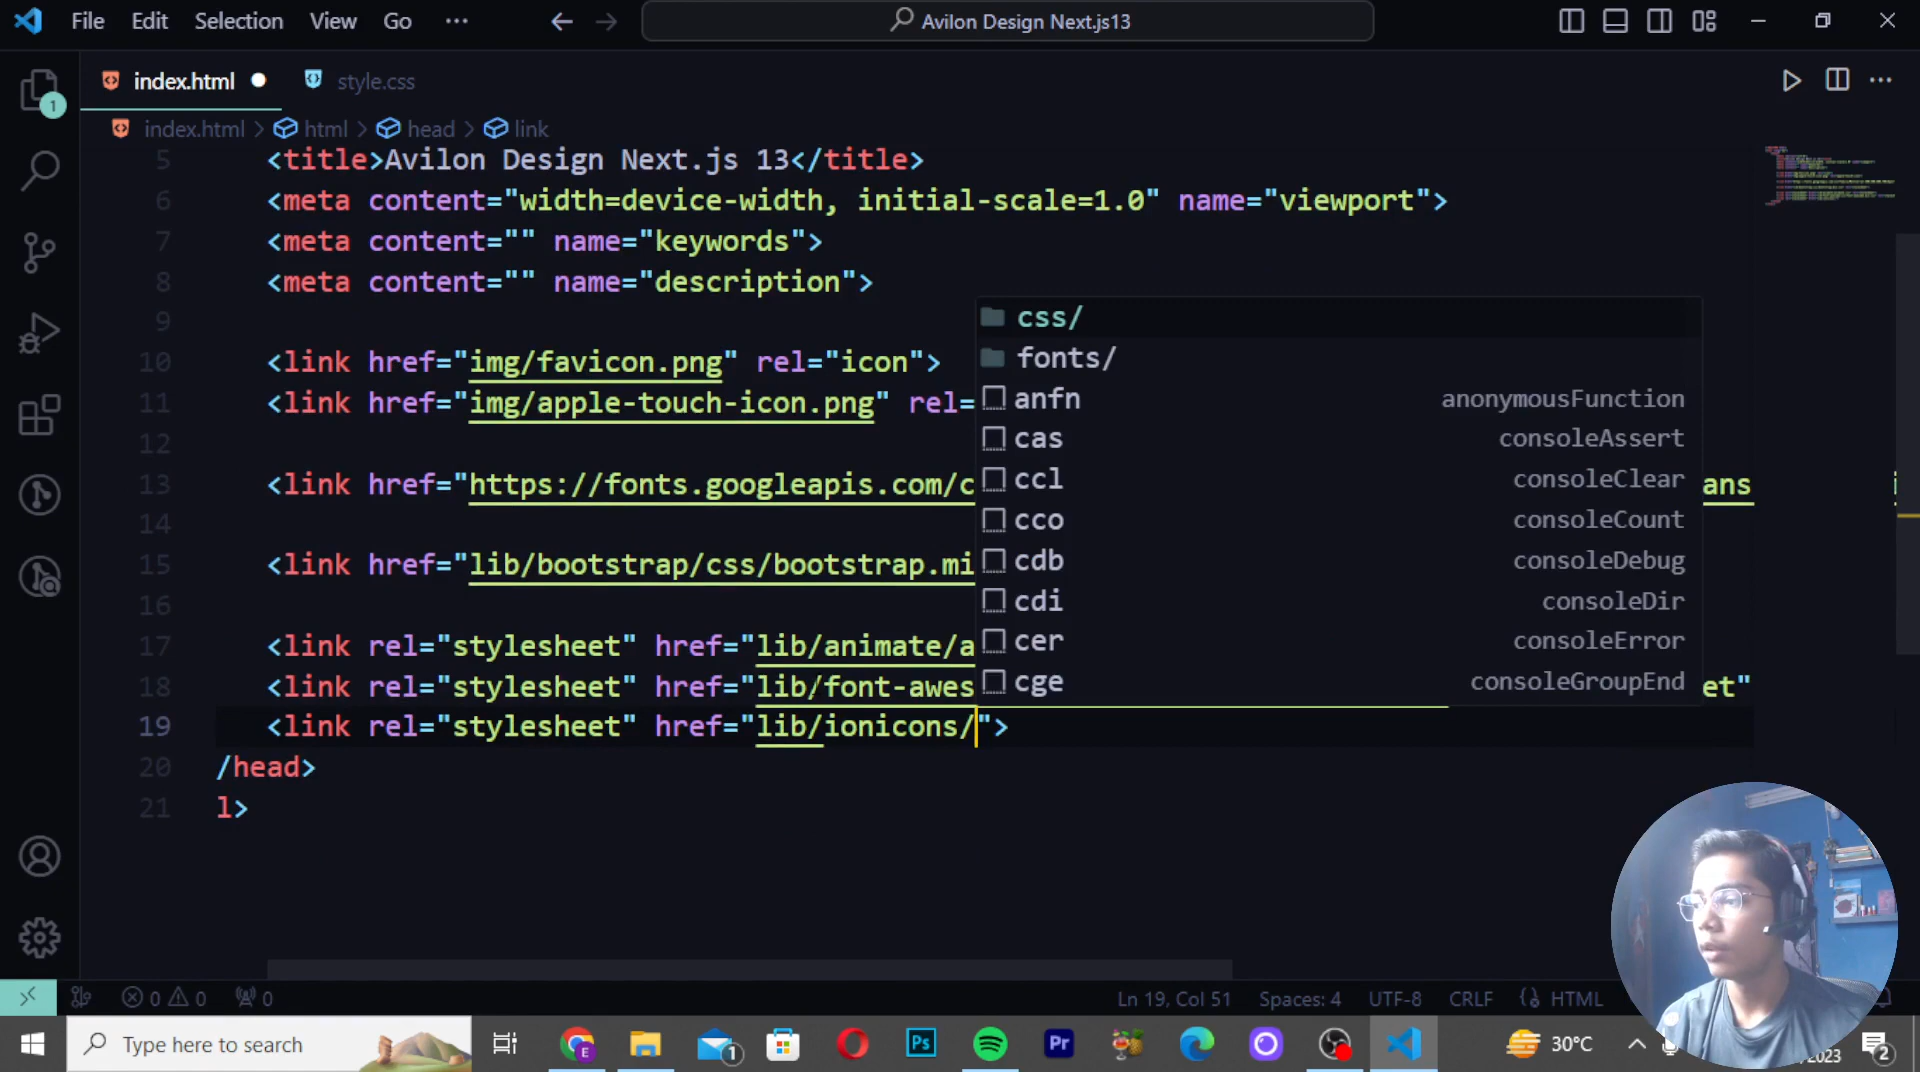 File Edit Selection View Go ··· Avilon Design Next.js13
index.html style.css
index.html > html > head > link
5 <title>Avilon Design Next.js 13</title>
6 <meta content="width=device-width, initial-scale=1.0" name="viewport">
7 <meta content="" name="keywords">
8 <meta content="" name="description">
9
10 <link href="img/favicon.png" rel="icon">
11 <link href="img/apple-touch-icon.png" rel=
12
13 <link href="https://fonts.googleapis.com/c ans
14
15 <link href="lib/bootstrap/css/bootstrap.mi
16
17 <link rel="stylesheet" href="lib/animate/a
18 <link rel="stylesheet" href="lib/font-awes et"
19 <link rel="stylesheet" href="lib/ionicons/">
20 /head>
21 l>
css/
fonts/
anfn anonymousFunction
cas consoleAssert
ccl consoleClear
cco consoleCount
cdb consoleDebug
cdi consoleDir
cer consoleError
cge consoleGroupEnd
1
0 0 0 Ln 19, Col 51 Spaces: 4 UTF-8 CRLF HTML
Type here to search E 1 Ps Pr 30°C 2023 2